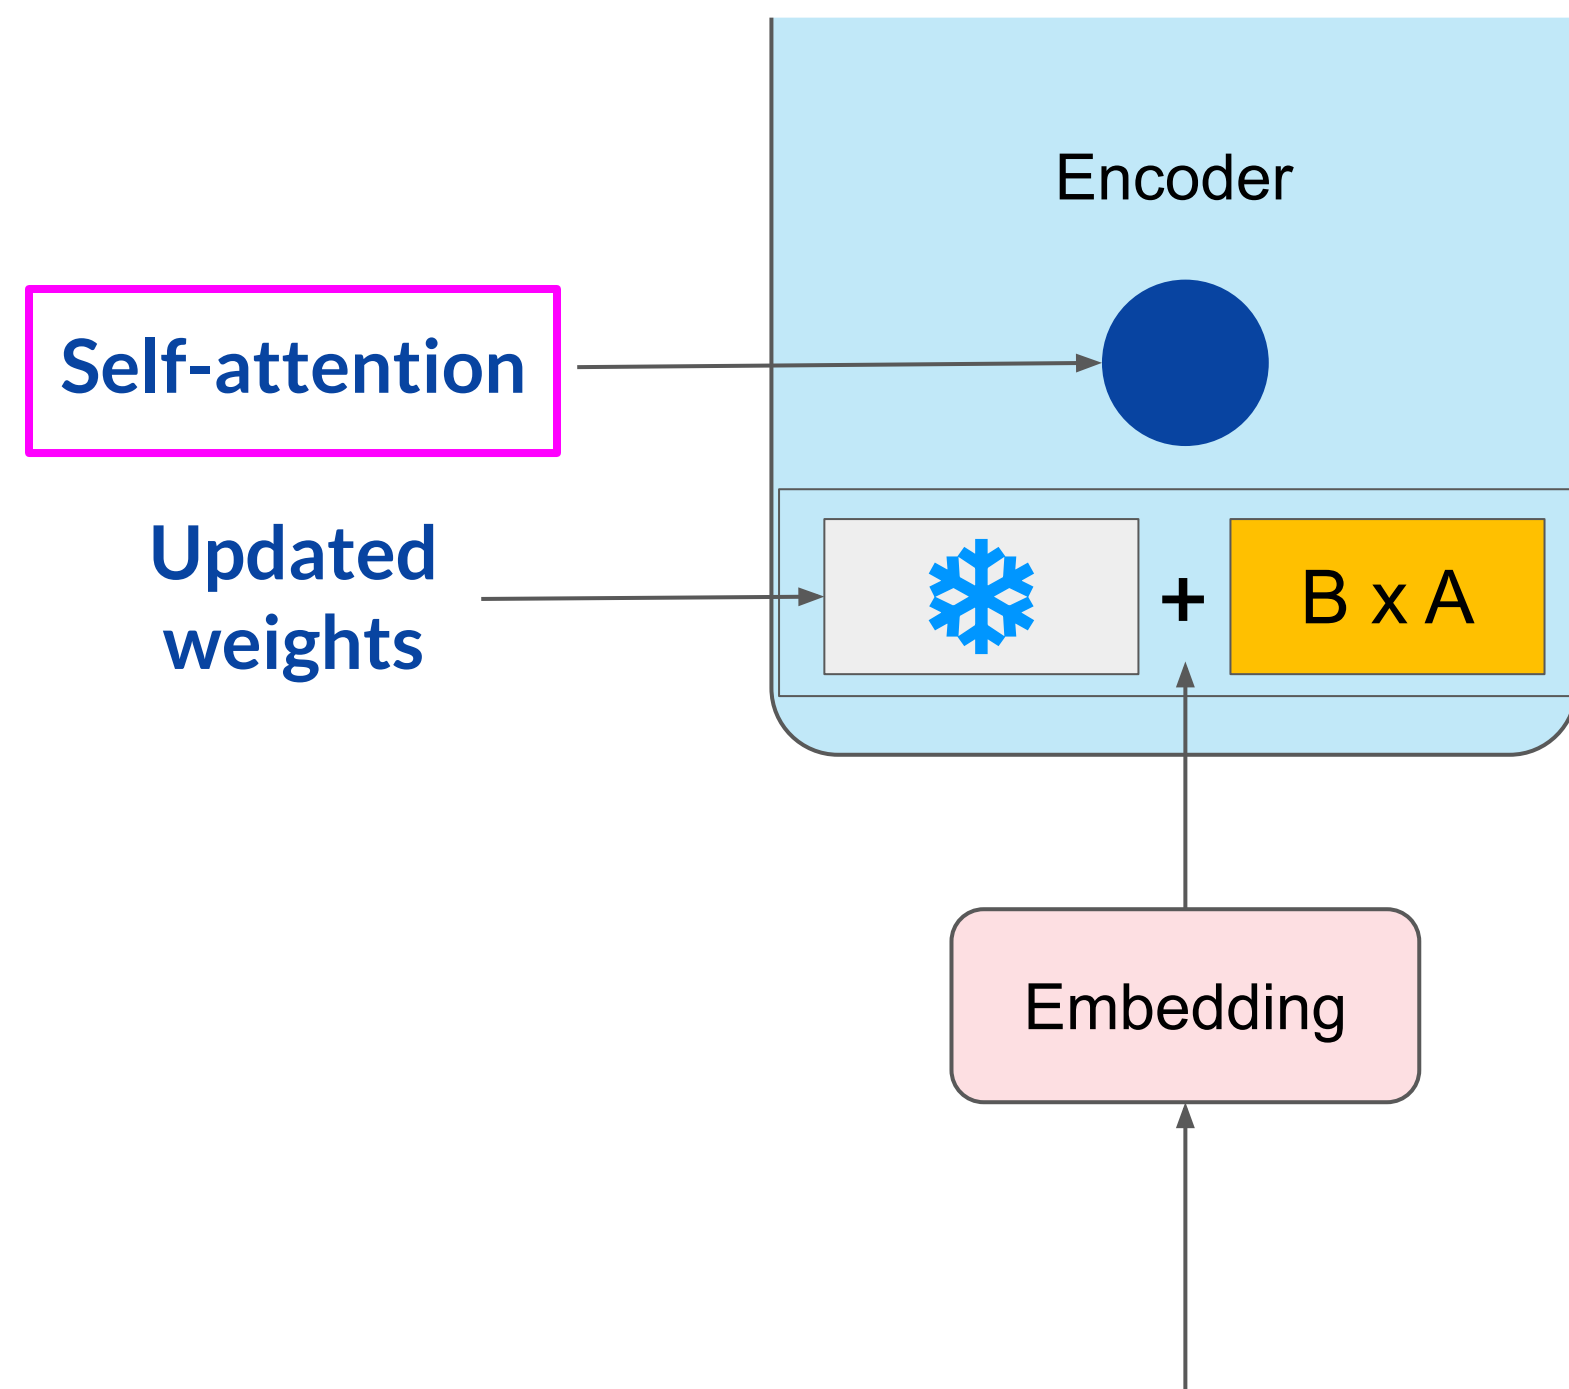 Encoder
Self-attention
Updated
weights
+
B x A
Embedding